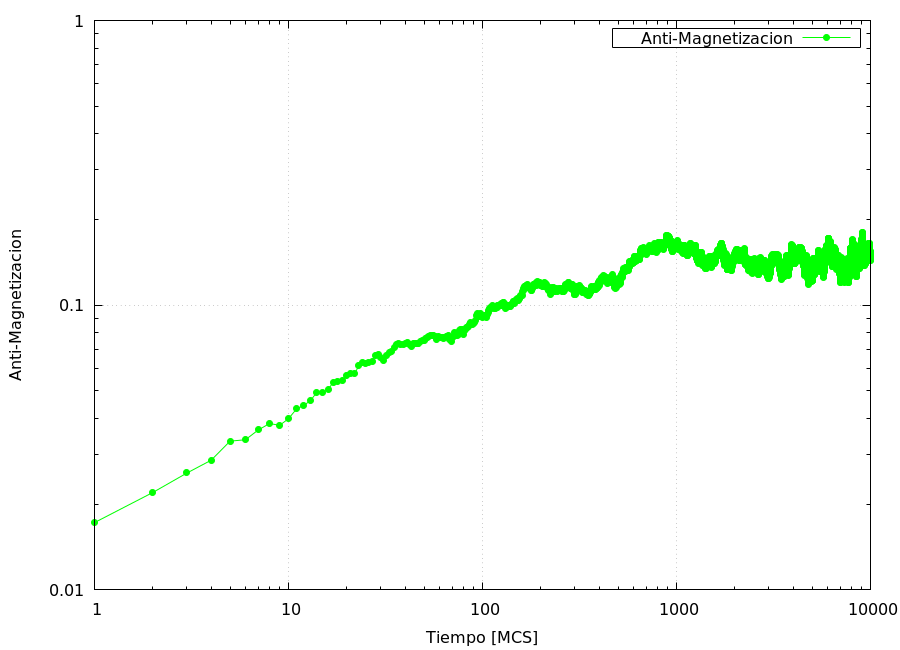 1
Anti-Magnetizacion
Anti-Magnetizacion
0.1
0.01
1 10 100 1000 10000
Tiempo [MCS]